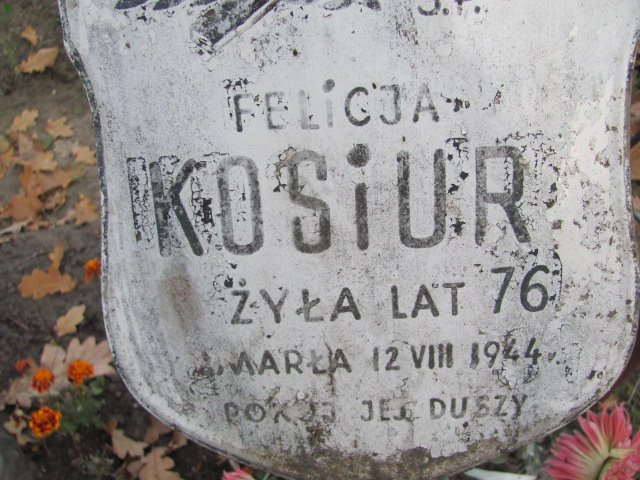 Ś.P.
FELiCJA
KOSiUR
ŻYŁA LAT 76
ZMARŁA 12 VIII 1944
POKÓJ JEJ DUSZY